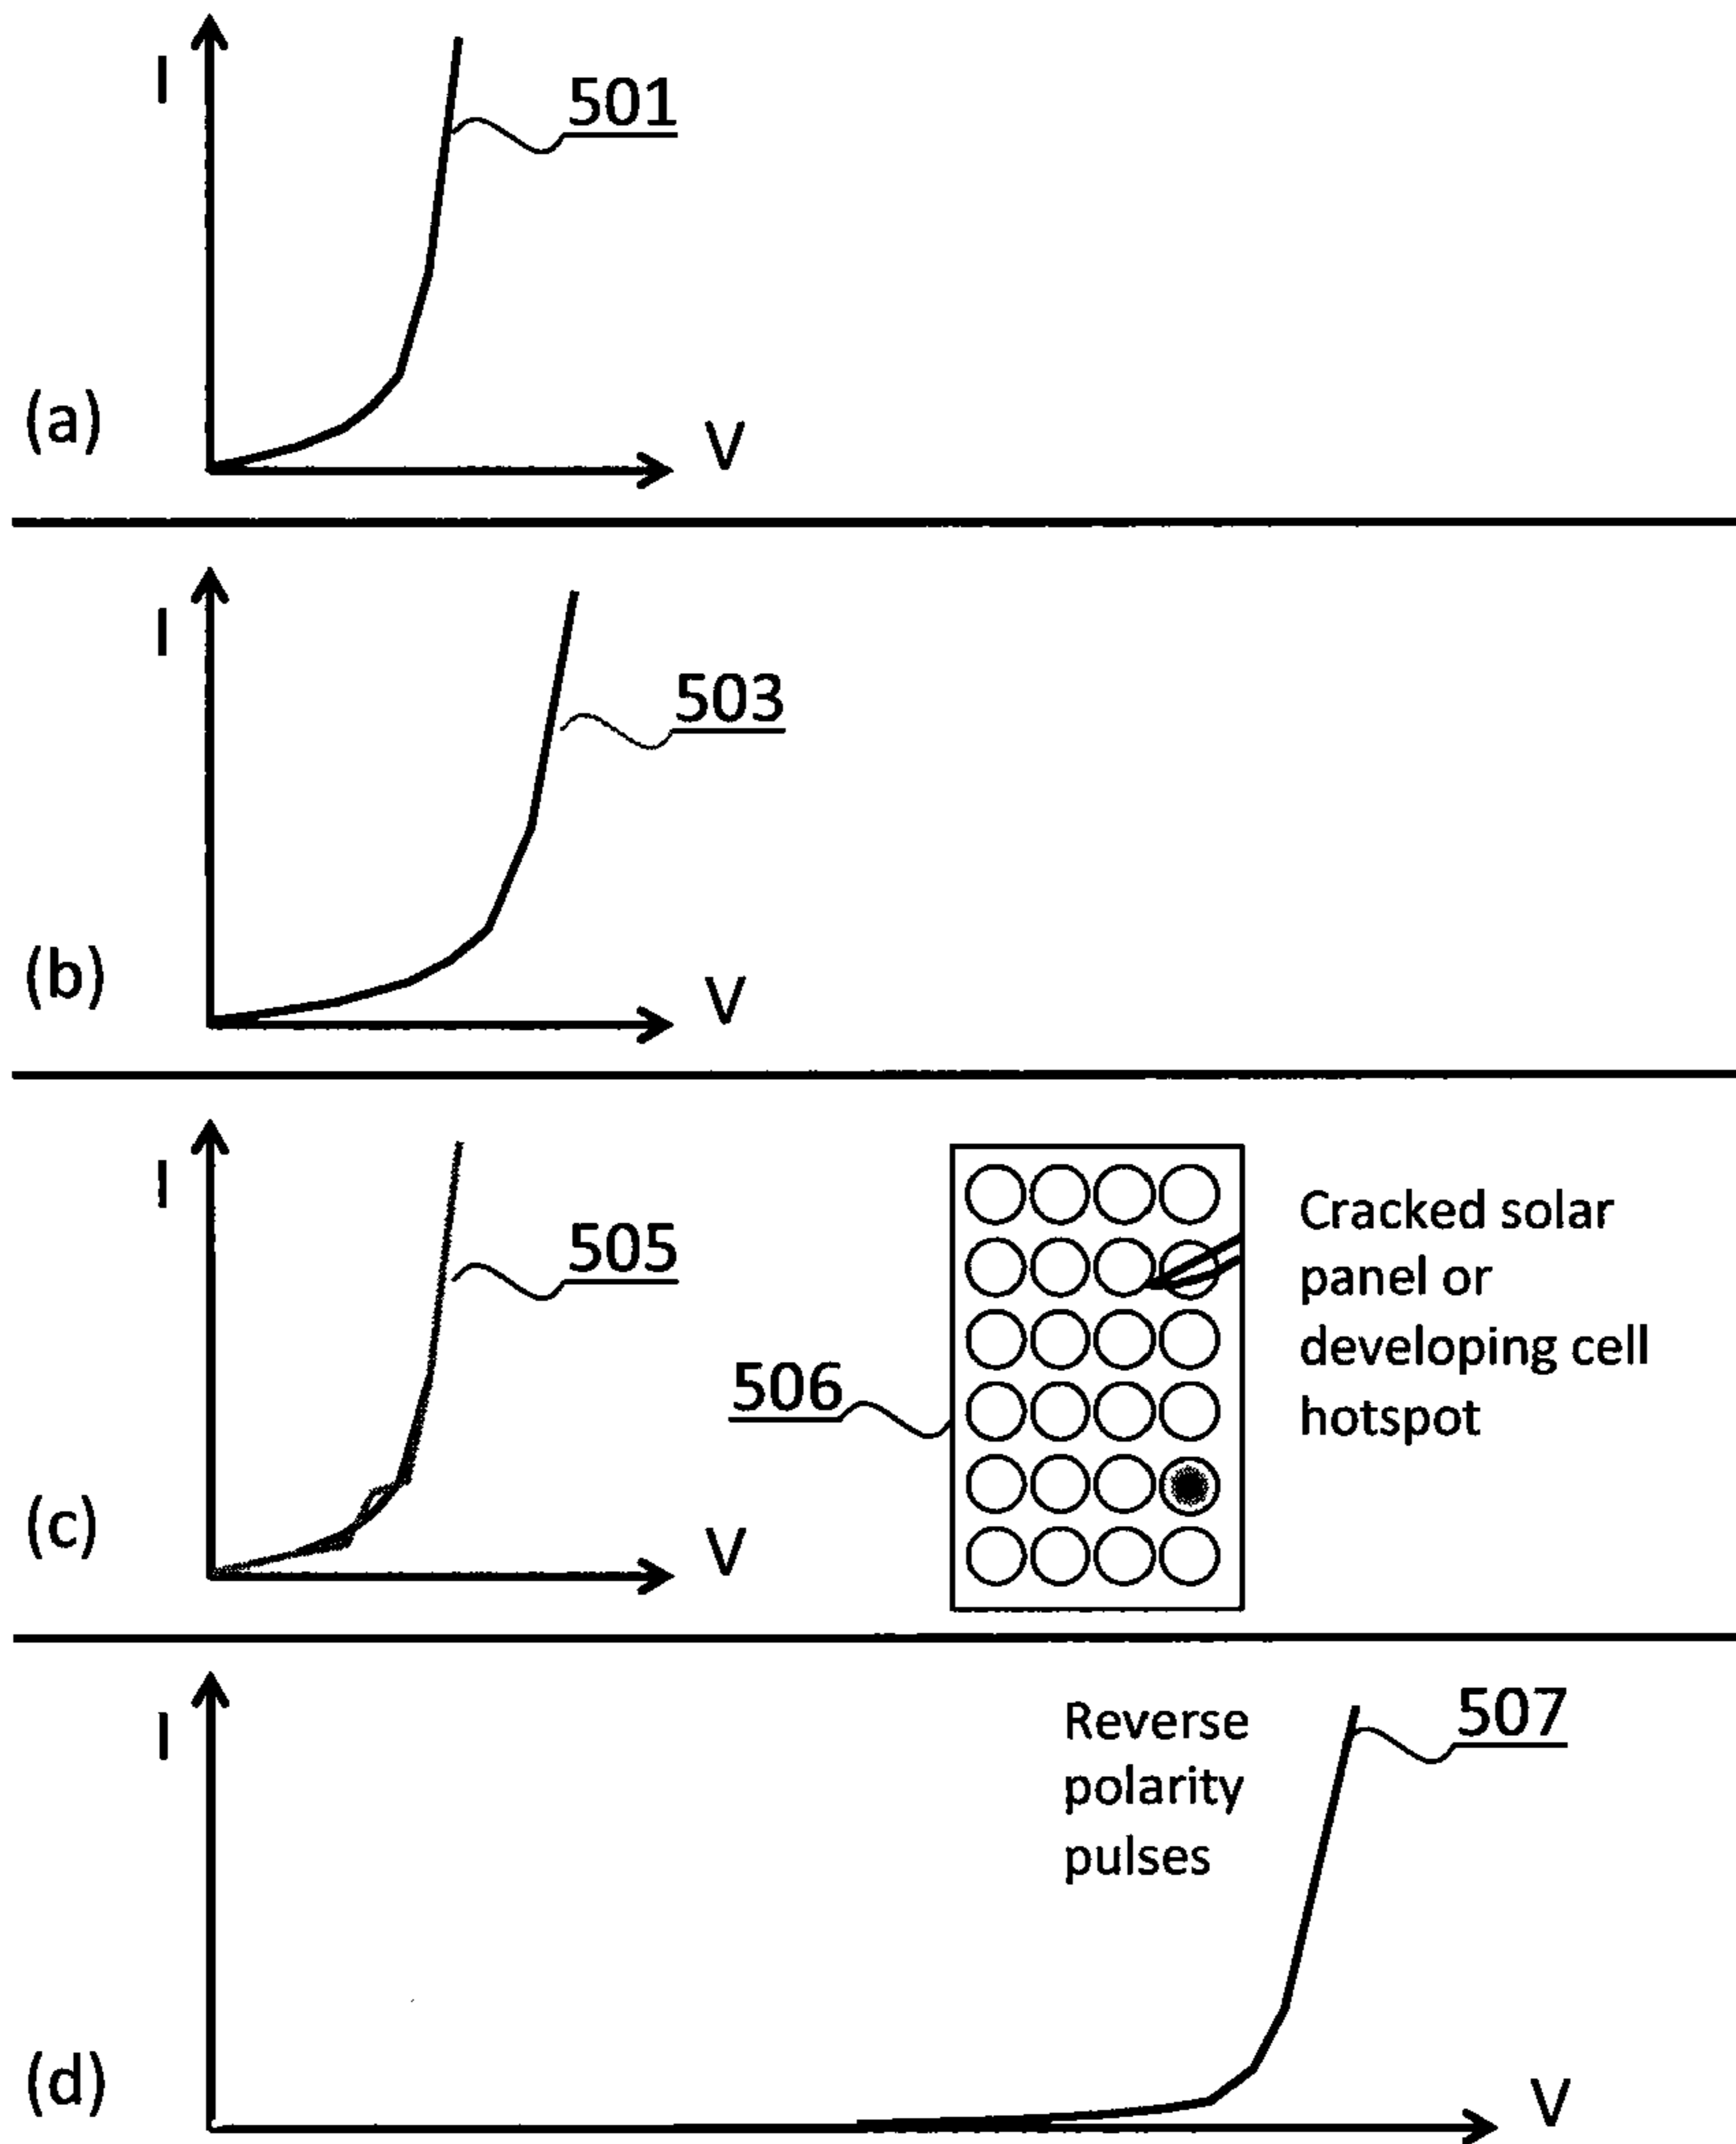 I
501
(a)
V
I
503
(b)
V
I
505
506
Cracked solar
panel or
developing cell
hotspot
(c)
V
I
Reverse
polarity
pulses
507
(d)
V